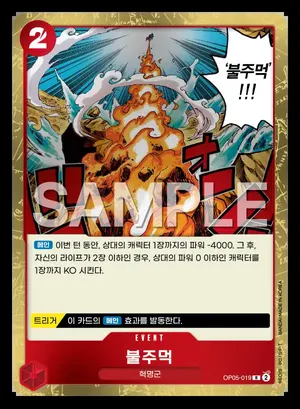 2
'불주먹'
!!!
SAMPLE
메인 이번 턴 동안, 상대의 캐릭터 1장까지의 파워 -4000. 그 후,
자신의 라이프가 2장 이하인 경우, 상대의 파워 0 이하인 캐릭터를
1장까지 KO 시킨다.
트리거 이 카드의 메인 효과를 발동한다.
EVENT
불주먹
혁명군
OP05-019 R 2